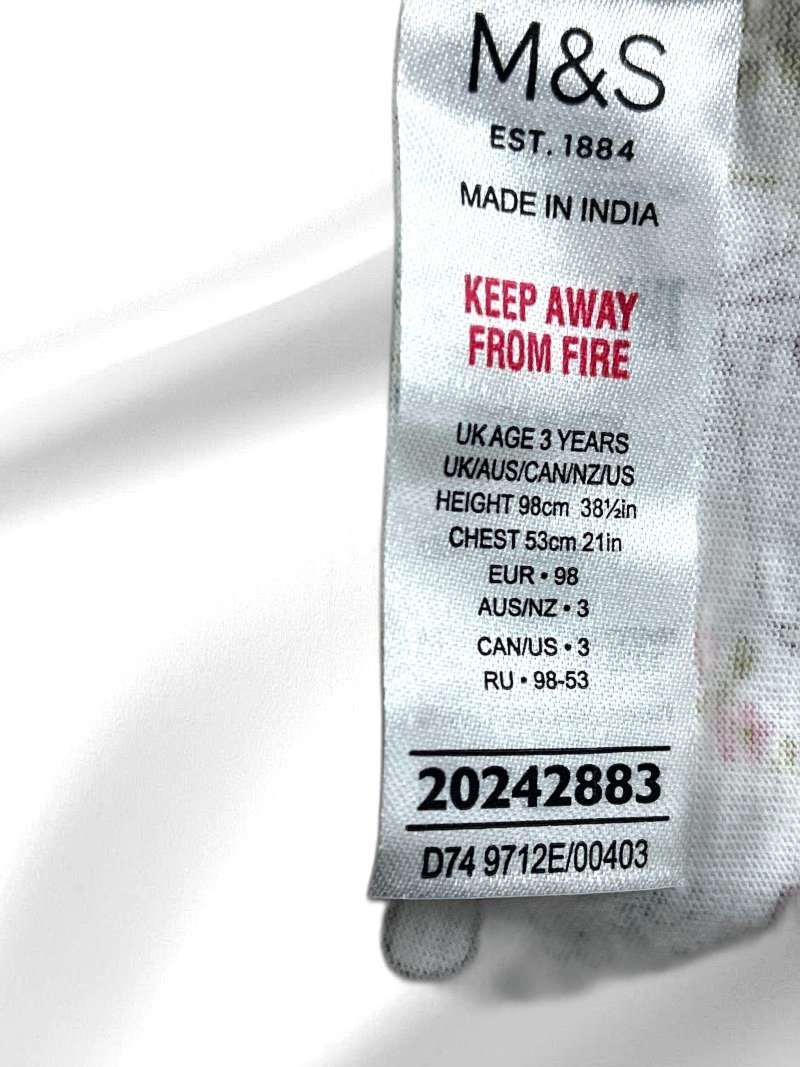 M&S
EST. 1884
MADE IN INDIA
KEEP AWAY
FROM FIRE
UK AGE 3 YEARS
UK/AUS/CAN/NZ/US
HEIGHT 98cm 38½in
CHEST 53cm 21in
EUR • 98
AUS/NZ • 3
CAN/US • 3
RU • 98-53
20242883
D74 9712E/00403